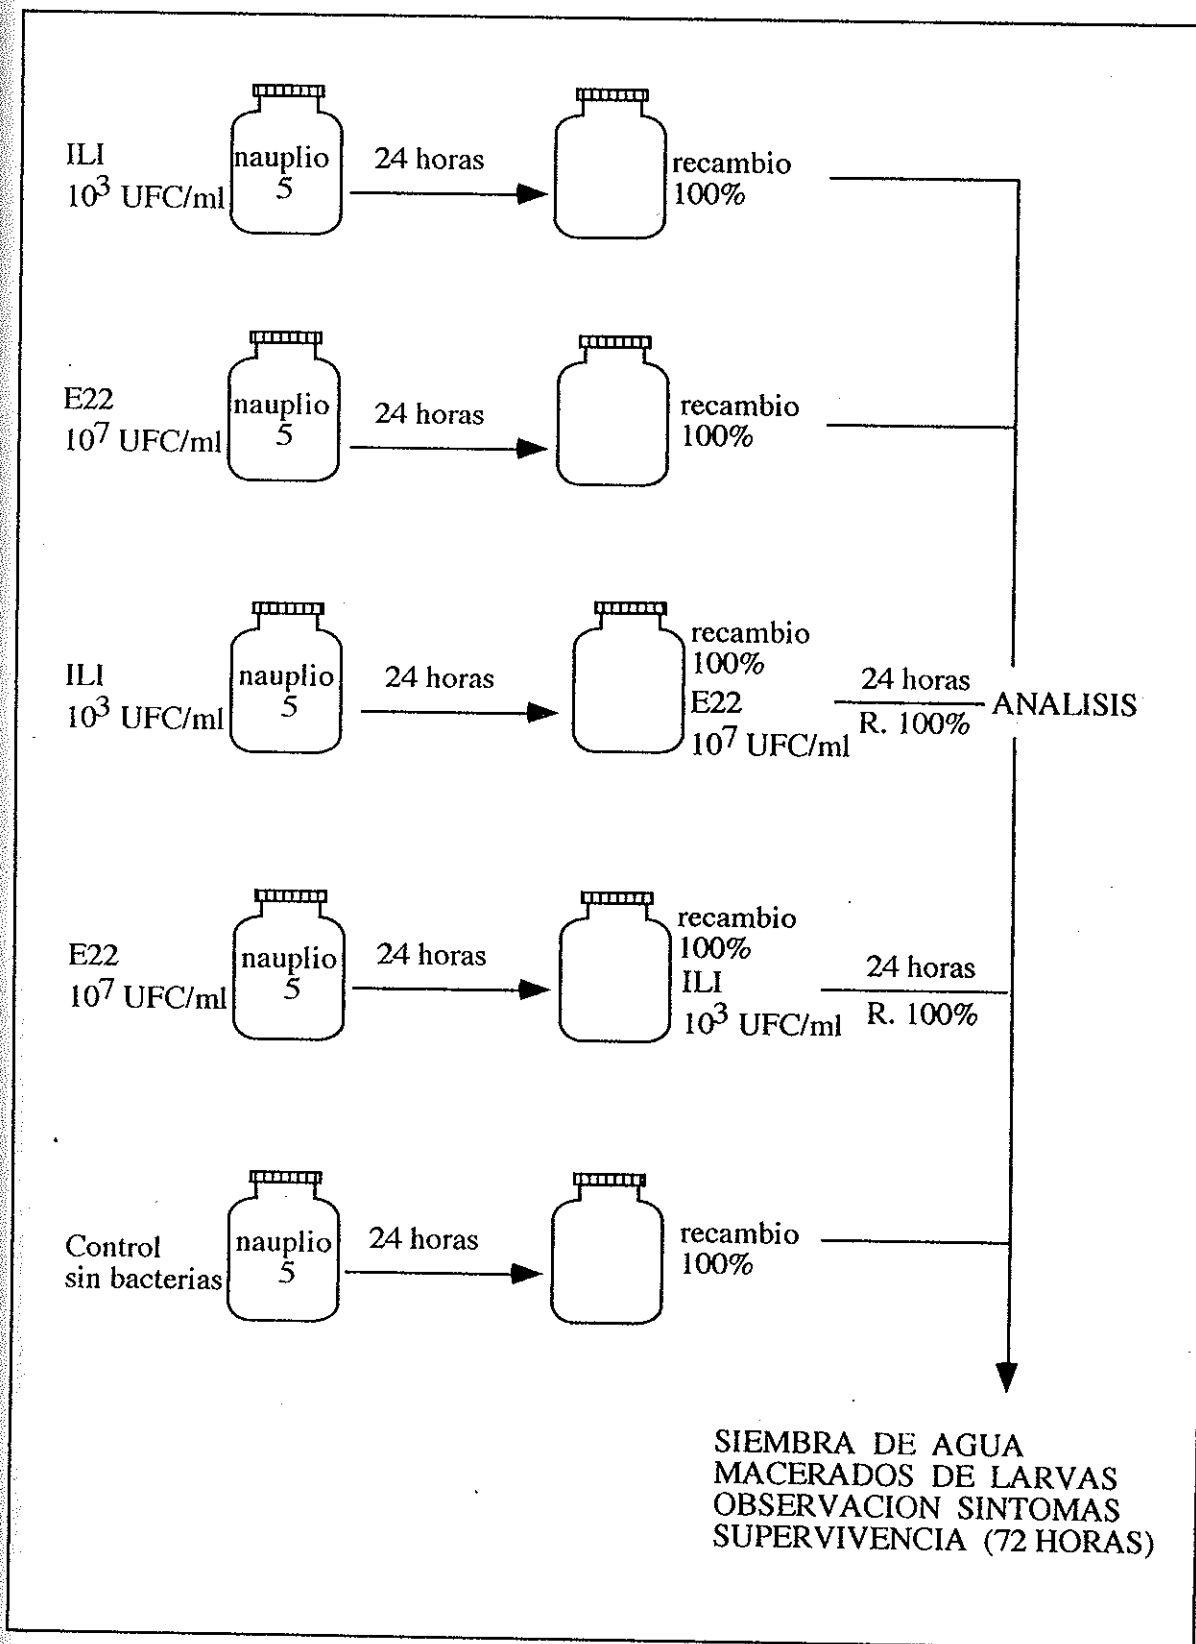 ILI
10³ UFC/ml
nauplio
5
24 horas
recambio
100%
E22
10⁷ UFC/ml
nauplio
5
24 horas
recambio
100%
ILI
10³ UFC/ml
nauplio
5
24 horas
recambio
100%
E22
10⁷ UFC/ml
24 horas
R. 100%
ANALISIS
E22
10⁷ UFC/ml
nauplio
5
24 horas
recambio
100%
ILI
10³ UFC/ml
24 horas
R. 100%
Control
sin bacterias
nauplio
5
24 horas
recambio
100%
SIEMBRA DE AGUA
MACERADOS DE LARVAS
OBSERVACION SINTOMAS
SUPERVIVENCIA (72 HORAS)